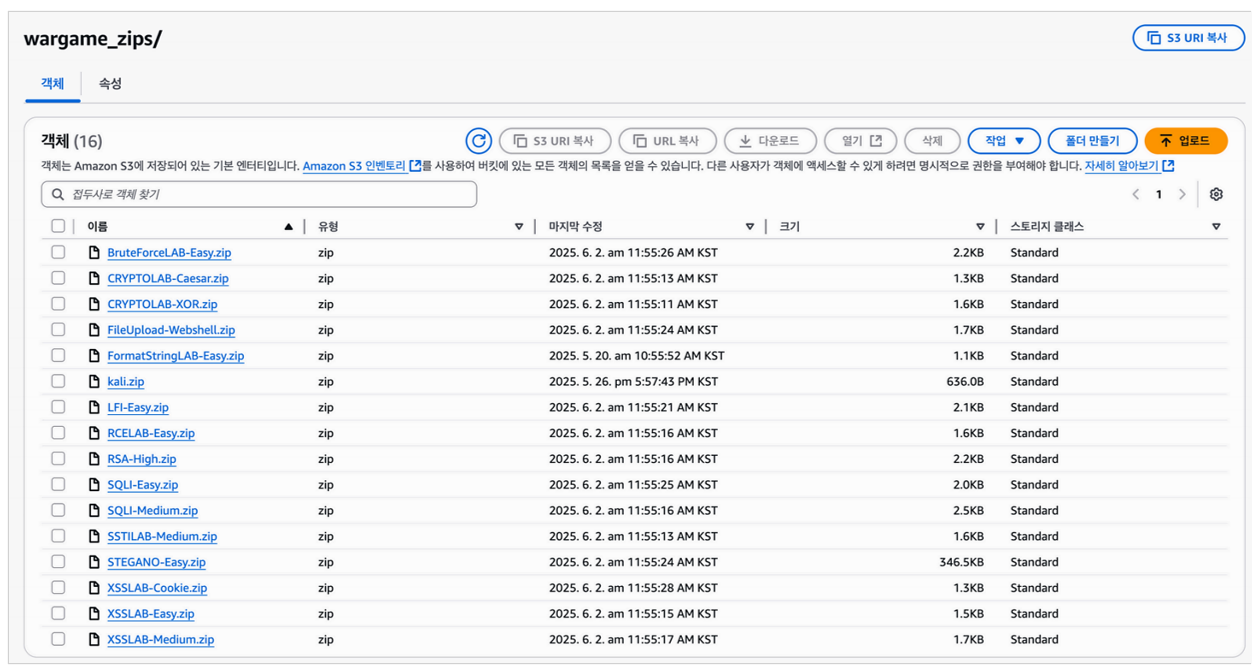 wargame_zips/
S3 URI 복사
객체 속성
객체 (16)
S3 URI 복사 URL 복사 다운로드 열기 삭제 작업 폴더 만들기 업로드
객체는 Amazon S3에 저장되어 있는 기본 엔터티입니다. Amazon S3 인벤토리를 사용하여 버킷에 있는 모든 객체의 목록을 얻을 수 있습니다. 다른 사용자가 객체에 액세스할 수 있게 하려면 명시적으로 권한을 부여해야 합니다. 자세히 알아보기
접두사로 객체 찾기
1
이름 유형 마지막 수정 크기 스토리지 클래스
BruteForceLAB-Easy.zip zip 2025. 6. 2. am 11:55:26 AM KST 2.2KB Standard
CRYPTOLAB-Caesar.zip zip 2025. 6. 2. am 11:55:13 AM KST 1.3KB Standard
CRYPTOLAB-XOR.zip zip 2025. 6. 2. am 11:55:11 AM KST 1.6KB Standard
FileUpload-Webshell.zip zip 2025. 6. 2. am 11:55:24 AM KST 1.7KB Standard
FormatStringLAB-Easy.zip zip 2025. 5. 20. am 10:55:52 AM KST 1.1KB Standard
kali.zip zip 2025. 5. 26. pm 5:57:43 PM KST 636.0B Standard
LFI-Easy.zip zip 2025. 6. 2. am 11:55:21 AM KST 2.1KB Standard
RCELAB-Easy.zip zip 2025. 6. 2. am 11:55:16 AM KST 1.6KB Standard
RSA-High.zip zip 2025. 6. 2. am 11:55:16 AM KST 2.2KB Standard
SQLI-Easy.zip zip 2025. 6. 2. am 11:55:25 AM KST 2.0KB Standard
SQLI-Medium.zip zip 2025. 6. 2. am 11:55:16 AM KST 2.5KB Standard
SSTILAB-Medium.zip zip 2025. 6. 2. am 11:55:13 AM KST 1.6KB Standard
STEGANO-Easy.zip zip 2025. 6. 2. am 11:55:24 AM KST 346.5KB Standard
XSSLAB-Cookie.zip zip 2025. 6. 2. am 11:55:28 AM KST 1.3KB Standard
XSSLAB-Easy.zip zip 2025. 6. 2. am 11:55:15 AM KST 1.5KB Standard
XSSLAB-Medium.zip zip 2025. 6. 2. am 11:55:17 AM KST 1.7KB Standard